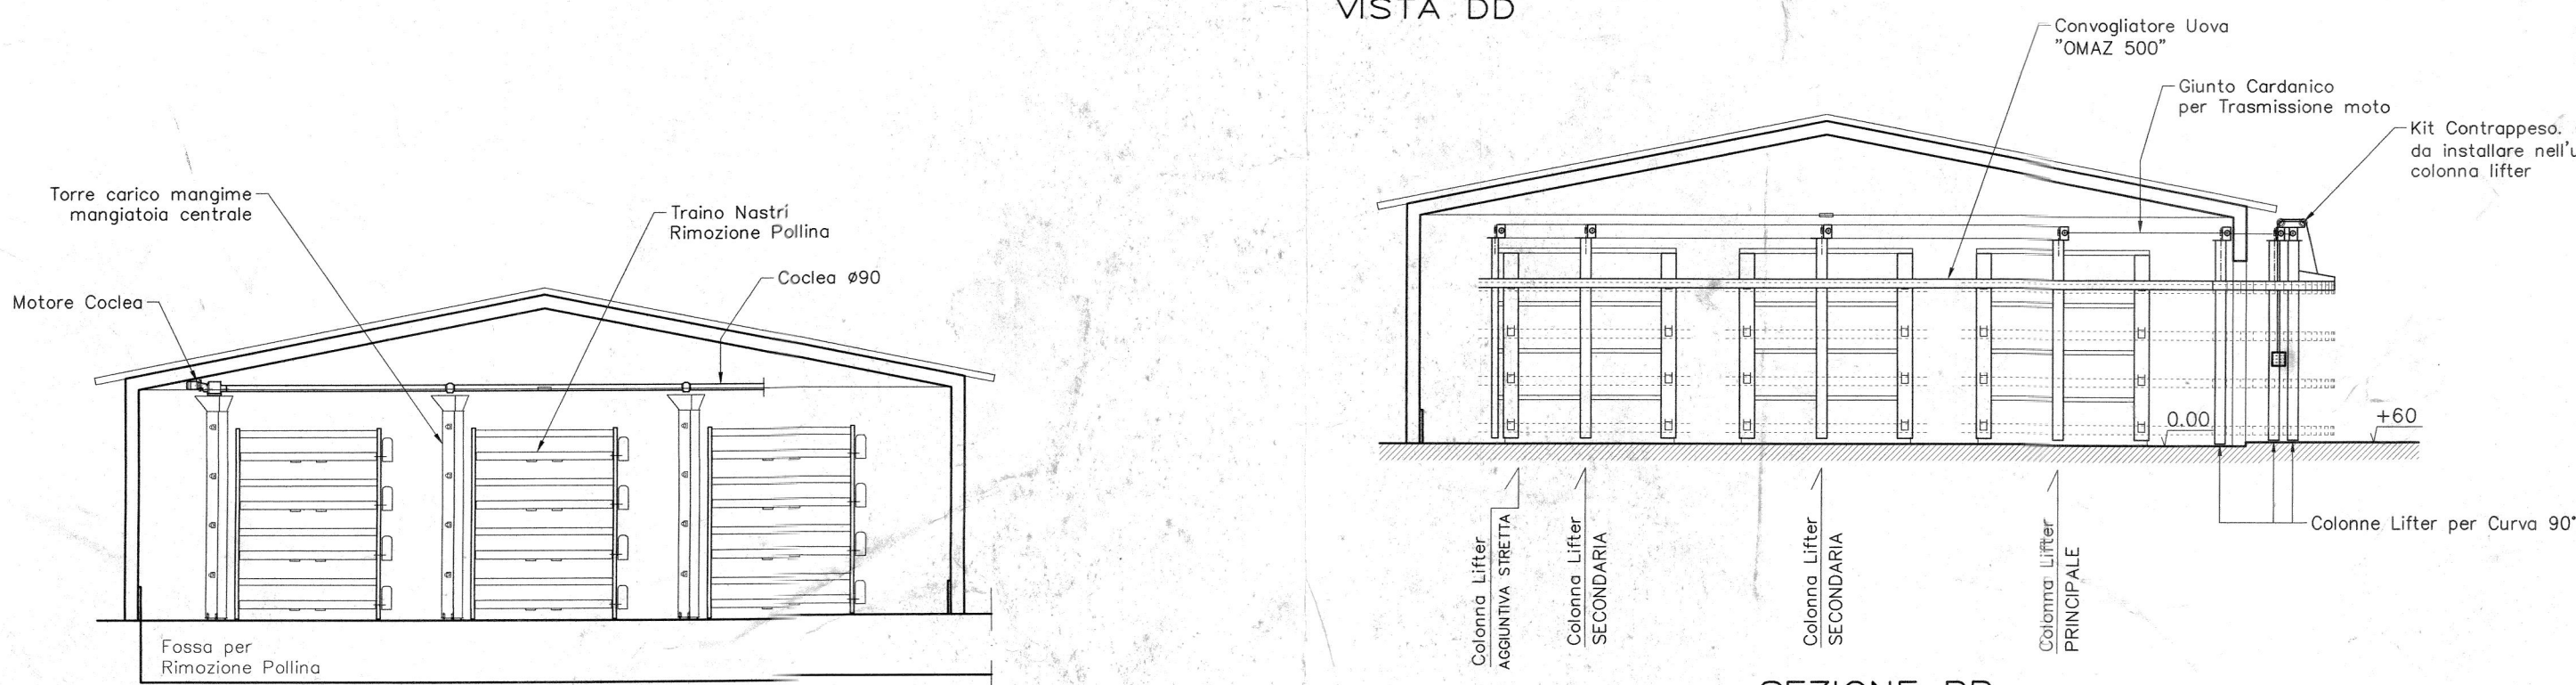 VISTA DD
Torre carico mangime
mangiatoia centrale
Traino Nastri
Rimozione Pollina
Coclea ø90
Motore Coclea
Fossa per
Rimozione Pollina
Convogliatore Uova
"OMAZ 500"
Giunto Cardanico
per Trasmissione moto
Kit Contrappeso.
da installare nell'u
colonna lifter
0.00
+60
Colonne Lifter per Curva 90°
Colonna Lifter
AGGIUNTIVA STRETTA
Colonna Lifter
SECONDARIA
Colonna Lifter
SECONDARIA
Colonna Lifter
PRINCIPALE